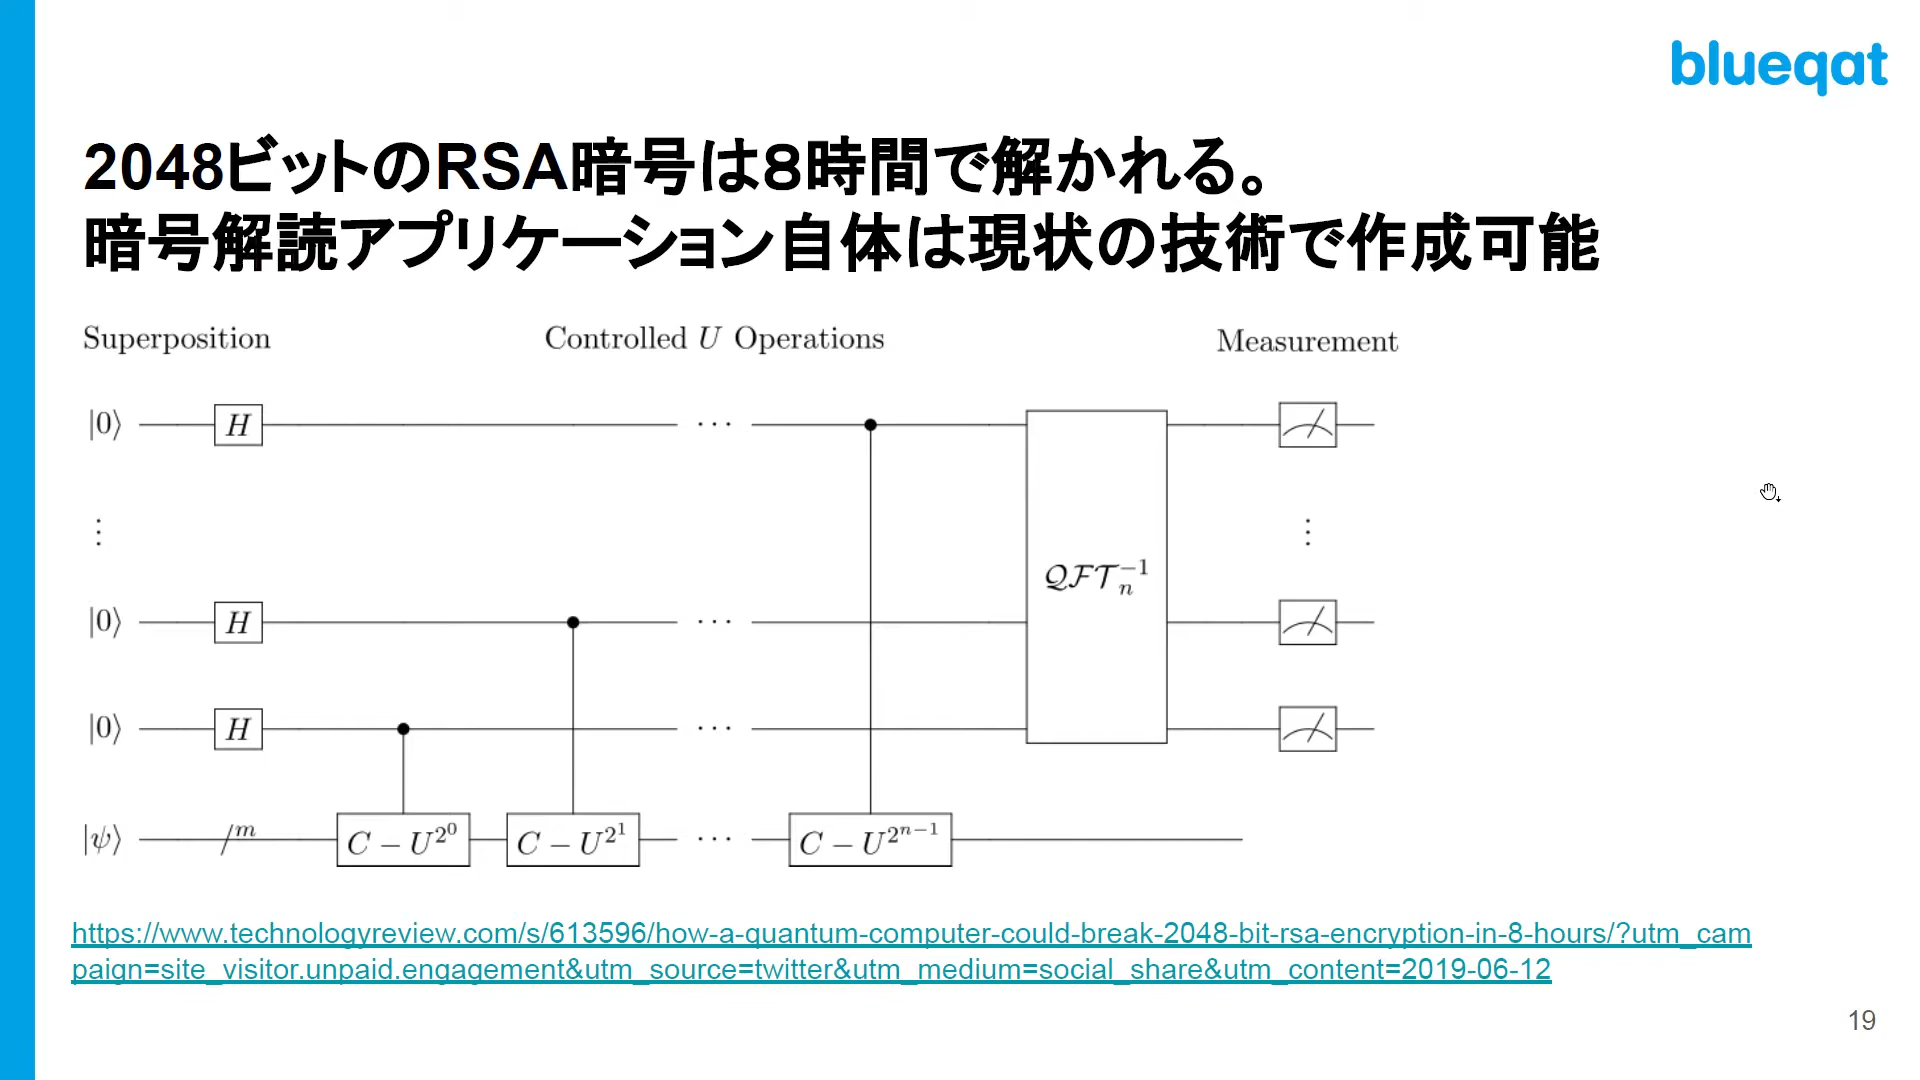 blueqat
2048ビットのRSA暗号は８時間で解かれる。
暗号解読アプリケーション自体は現状の技術で作成可能
Superposition Controlled U Operations Measurement
|0⟩ H ···
⋮ ⋮
QFT_n^{-1}
|0⟩ H ···
|0⟩ H ···
|ψ⟩ /^m C − U^{2^0} C − U^{2^1} ··· C − U^{2^{n−1}}
https://www.technologyreview.com/s/613596/how-a-quantum-computer-could-break-2048-bit-rsa-encryption-in-8-hours/?utm_cam
paign=site_visitor.unpaid.engagement&utm_source=twitter&utm_medium=social_share&utm_content=2019-06-12
19